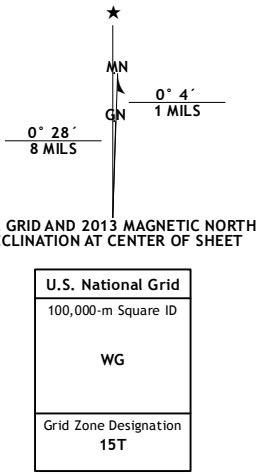 ★
MN
0° 4´
1 MILS
GN
0° 28´
8 MILS
GRID AND 2013 MAGNETIC NORTH
CLINATION AT CENTER OF SHEET
U.S. National Grid
100,000-m Square ID
WG
Grid Zone Designation
15T